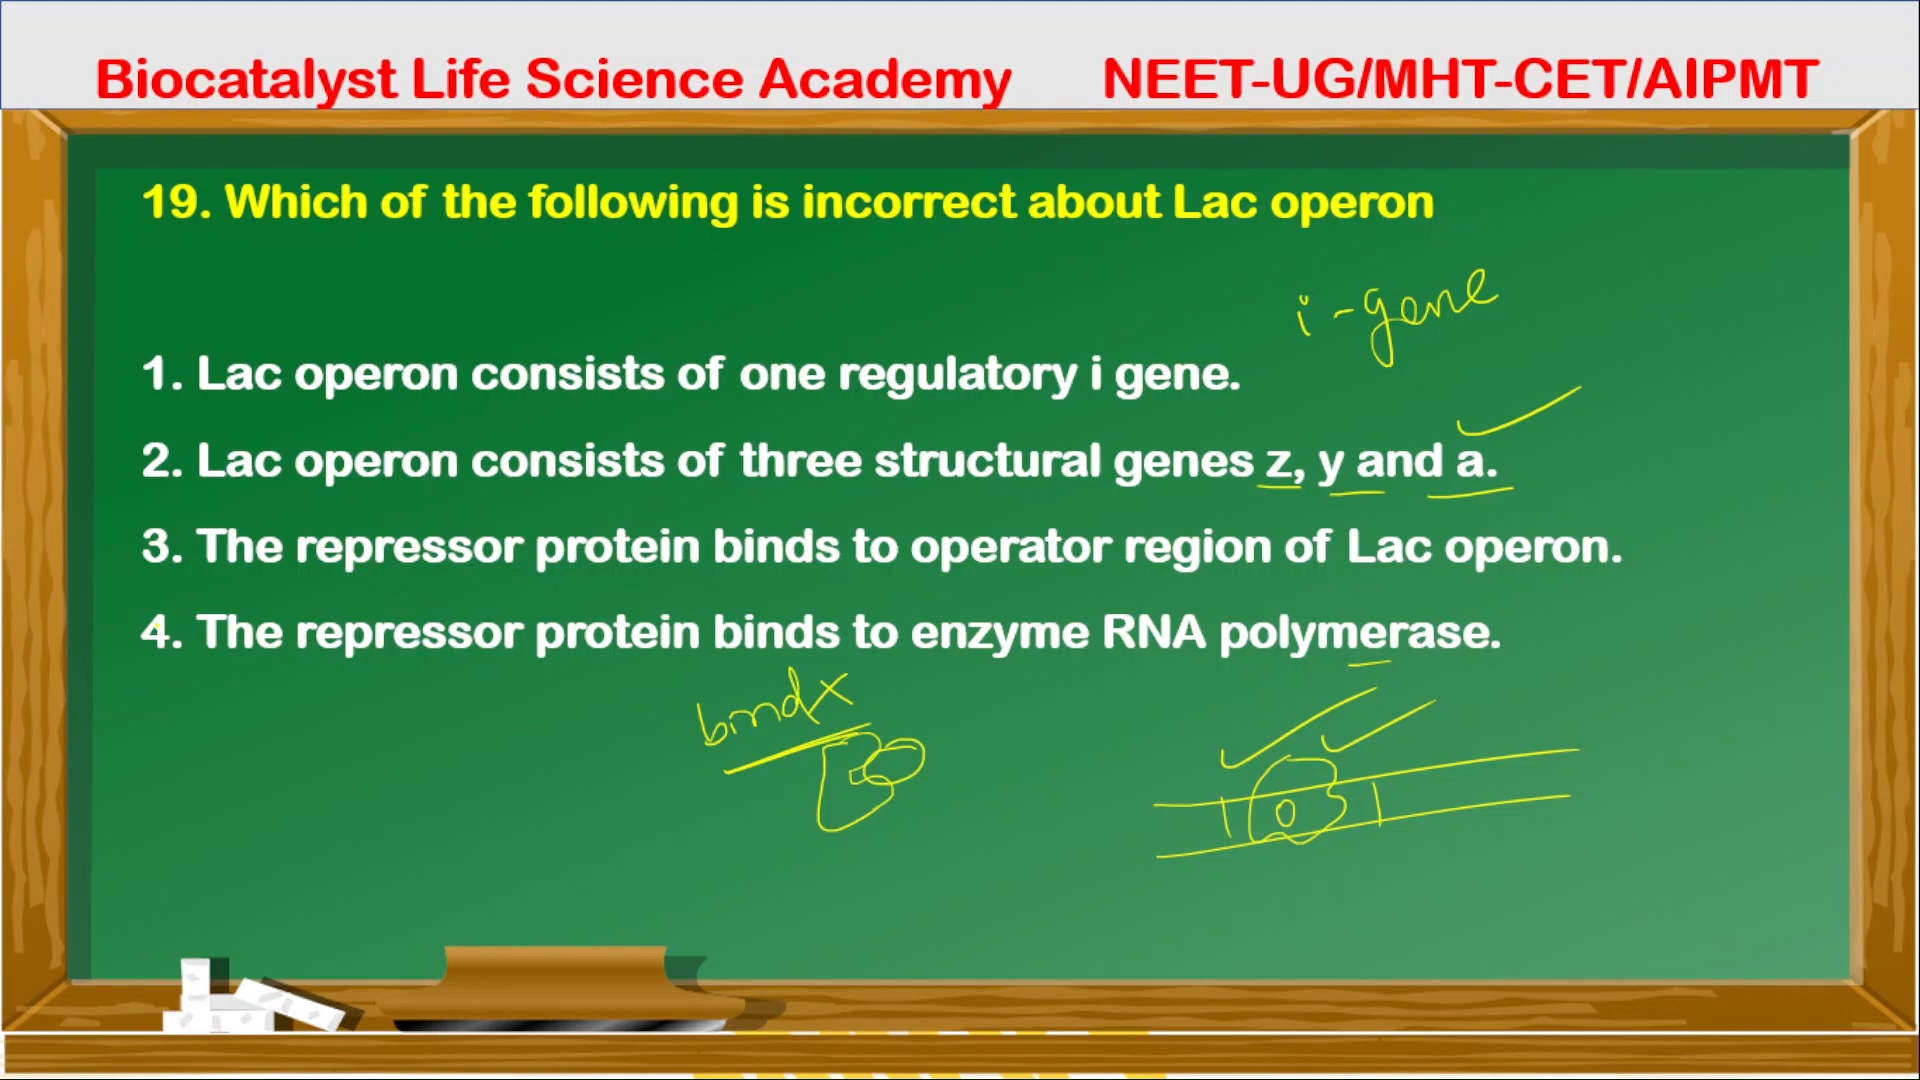 Biocatalyst Life Science Academy NEET-UG/MHT-CET/AIPMT
19. Which of the following is incorrect about Lac operon
i - gene
1. Lac operon consists of one regulatory i gene.
2. Lac operon consists of three structural genes z, y and a.
3. The repressor protein binds to operator region of Lac operon.
4. The repressor protein binds to enzyme RNA polymerase.
bind x
o